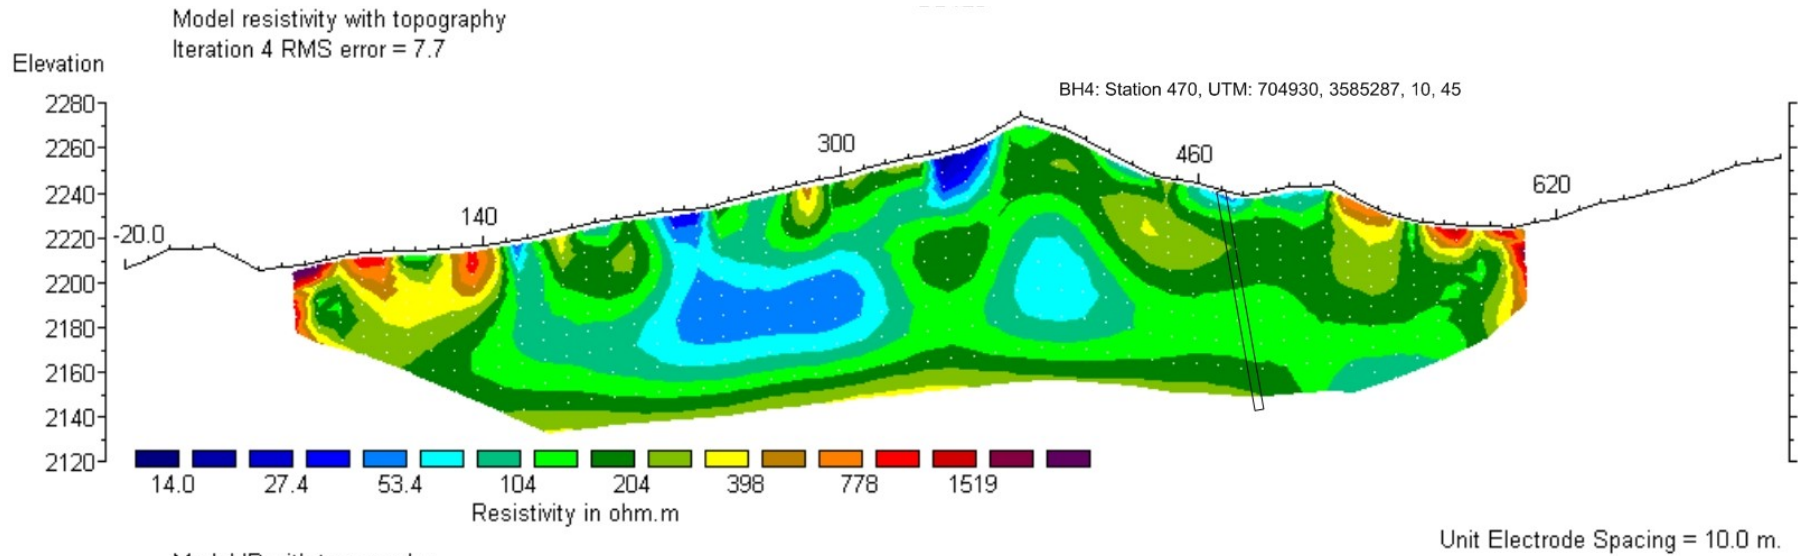 Model resistivity with topography
Iteration 4 RMS error = 7.7
Elevation
BH4: Station 470, UTM: 704930, 3585287, 10, 45
2280
2260
2240
2220
2200
2180
2160
2140
2120
-20.0
140
300
460
620
14.0 27.4 53.4 104 204 398 778 1519
Resistivity in ohm.m
Unit Electrode Spacing = 10.0 m.